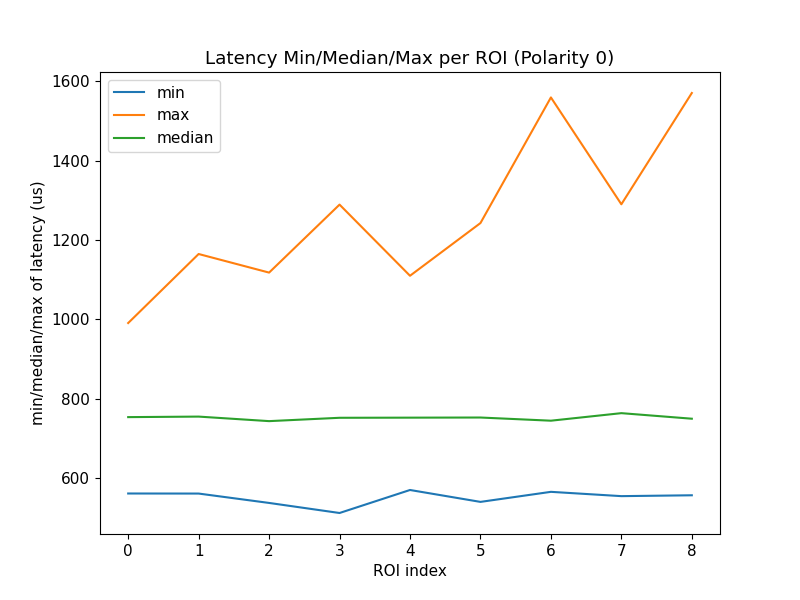 Latency Min/Median/Max per ROI (Polarity 0)
min
max
median
min/median/max of latency (us)
1600
1400
1200
1000
800
600
0 1 2 3 4 5 6 7 8
ROI index